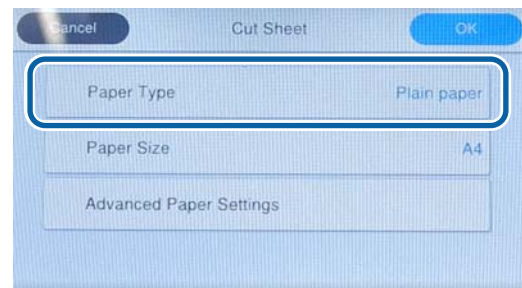 Cancel Cut Sheet OK
Paper Type Plain paper
Paper Size A4
Advanced Paper Settings